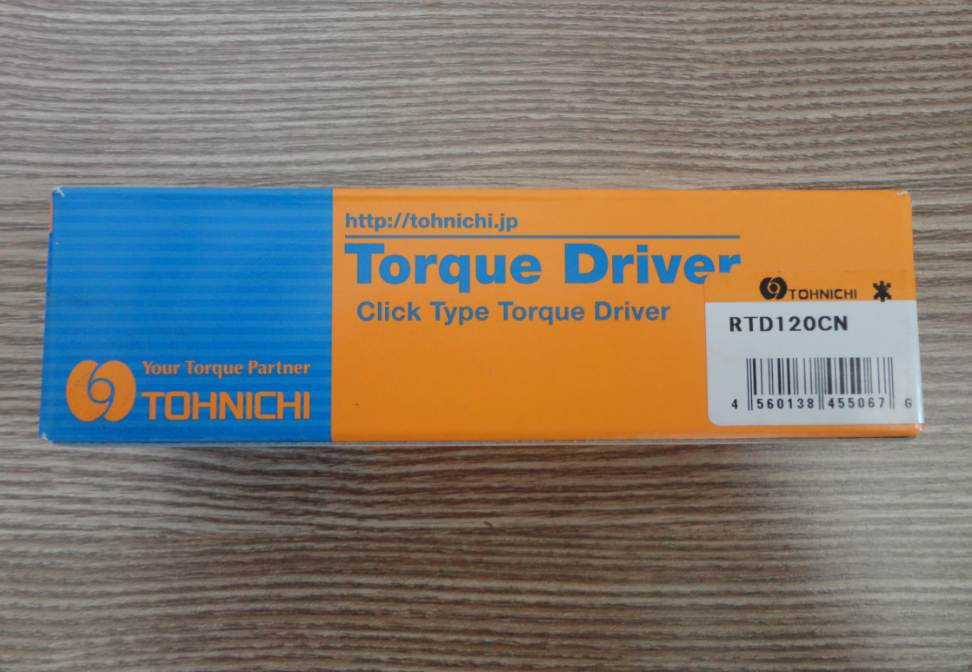 http://tohnichi.jp
Torque Driver
Click Type Torque Driver
Your Torque Partner
TOHNICHI
TOHNICHI
RTD120CN
4 560138 455067 G